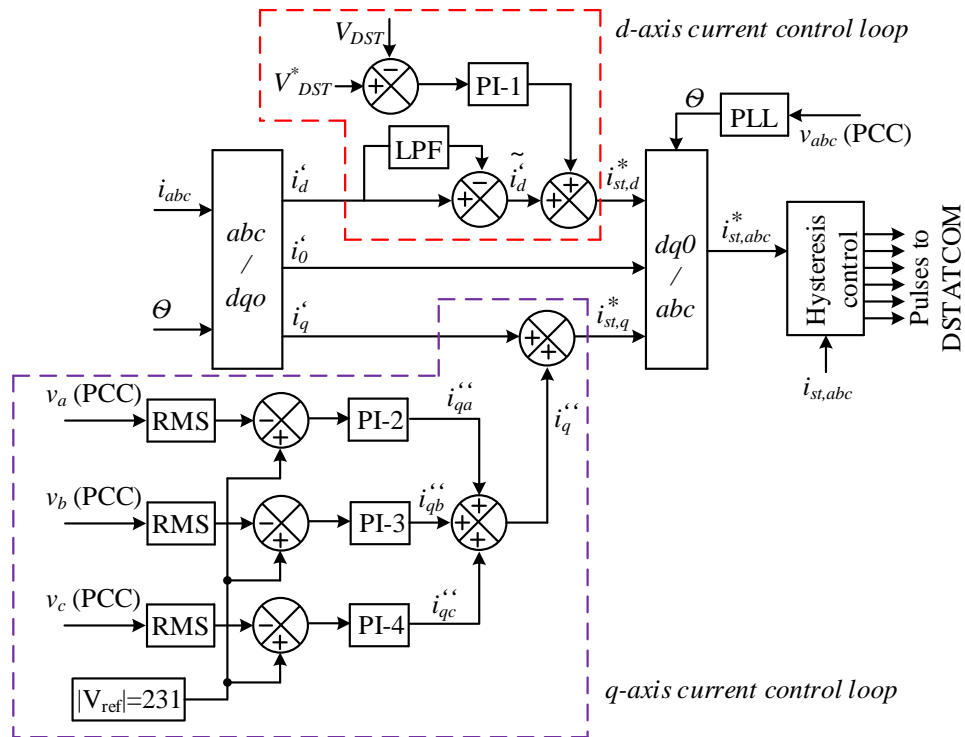 d-axis current control loop
V_DST
−
V*_DST
+
PI-1
Θ
PLL
v_abc (PCC)
LPF
i_abc
i‘_d
−
+
ĩ‘_d
+
+
i*_st,d
abc
/
dqo
i‘_0
dq0
/
abc
i*_st,abc
Hysteresis
control
Pulses to
DSTATCOM
Θ
i‘_q
+
+
i*_st,q
i_st,abc
v_a (PCC)
RMS
−
+
PI-2
i‘‘_qa
i‘‘_q
v_b (PCC)
RMS
−
+
PI-3
i‘‘_qb
+
+
+
v_c (PCC)
RMS
−
+
PI-4
i‘‘_qc
|V_ref|=231
q-axis current control loop